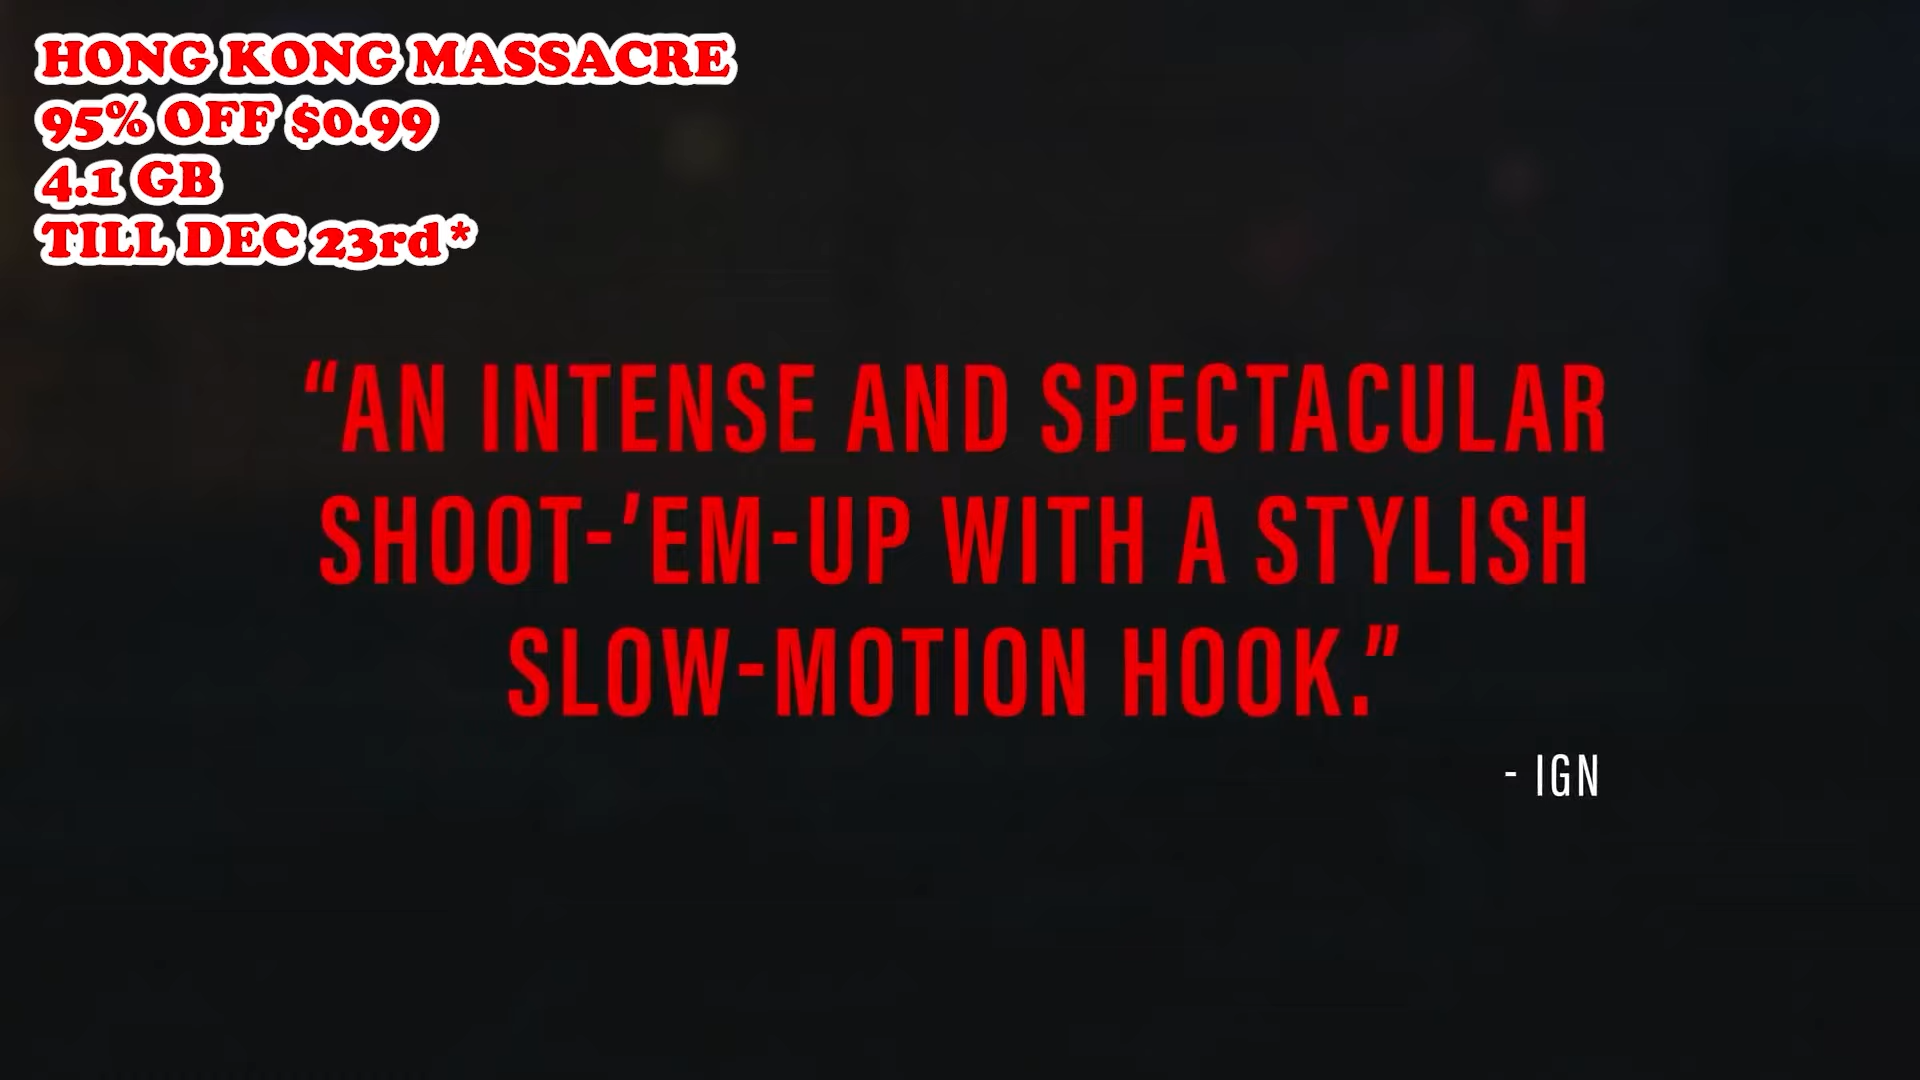 HONG KONG MASSACRE
95% OFF $0.99
4.1 GB
TILL DEC 23rd*
“AN INTENSE AND SPECTACULAR
SHOOT-’EM-UP WITH A STYLISH
SLOW-MOTION HOOK.”
- IGN